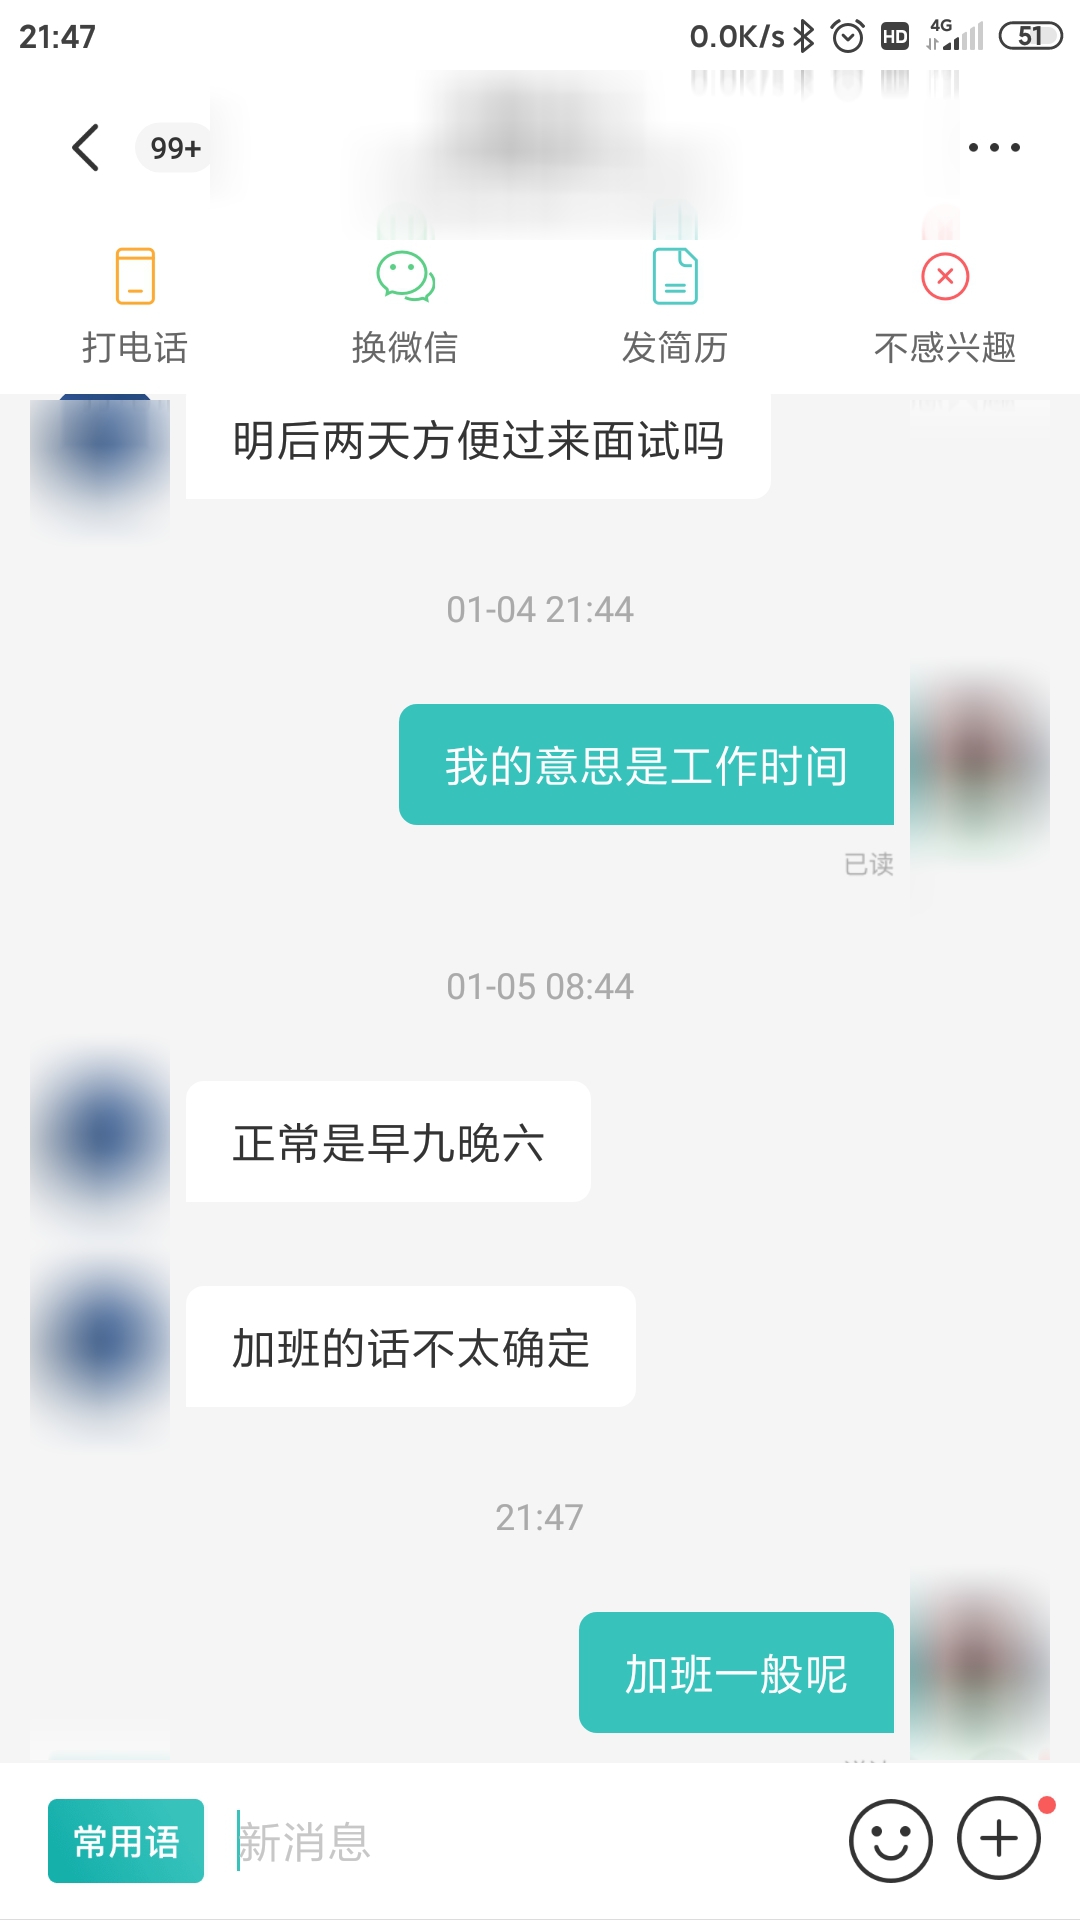 21:47
0.0K/s HD 4G 51
99+
打电话 换微信 发简历 不感兴趣
明后两天方便过来面试吗
01-04 21:44
我的意思是工作时间
已读
01-05 08:44
正常是早九晚六
加班的话不太确定
21:47
加班一般呢
常用语 新消息